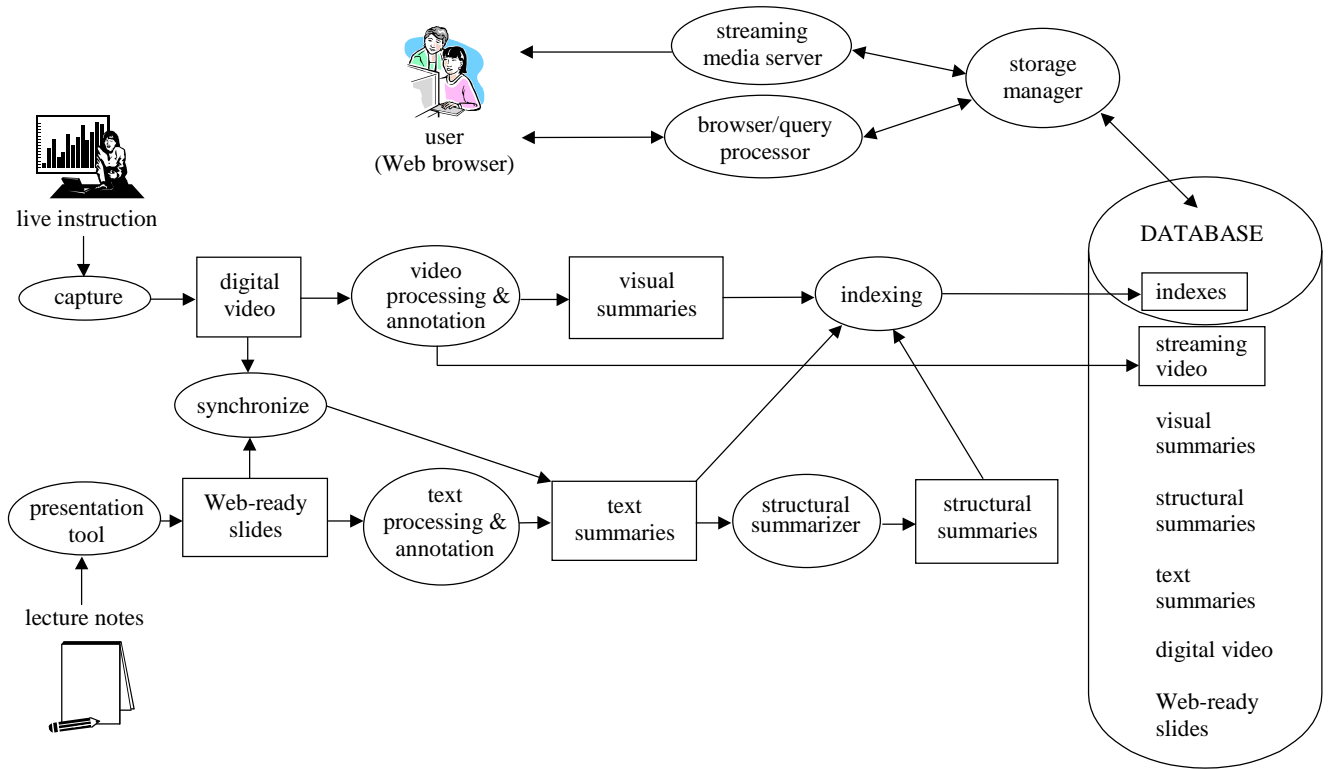 streaming
media server
storage
manager
user
(Web browser)
browser/query
processor
live instruction
DATABASE
capture
digital
video
video
processing &
annotation
visual
summaries
indexing
indexes
streaming
video
synchronize
visual
summaries
presentation
tool
Web-ready
slides
text
processing &
annotation
text
summaries
structural
summarizer
structural
summaries
structural
summaries
lecture notes
text
summaries
digital video
Web-ready
slides